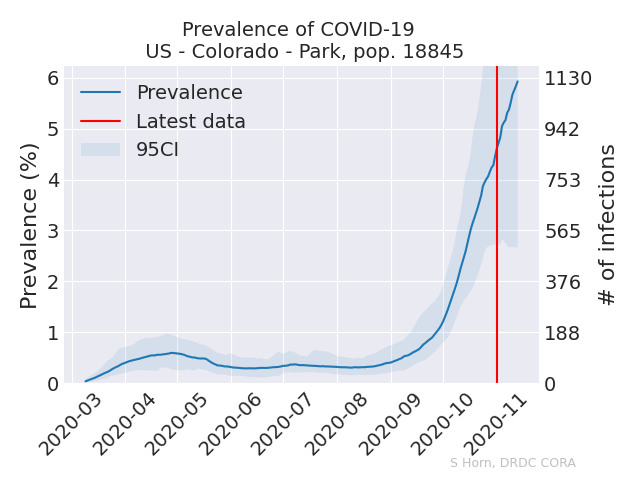 Prevalence of COVID-19
US - Colorado - Park, pop. 18845
Prevalence
Latest data
95CI
Prevalence (%)
6
5
4
3
2
1
0
1130
942
753
565
376
188
0
# of infections
2020-03
2020-04
2020-05
2020-06
2020-07
2020-08
2020-09
2020-10
2020-11
S Horn, DRDC CORA